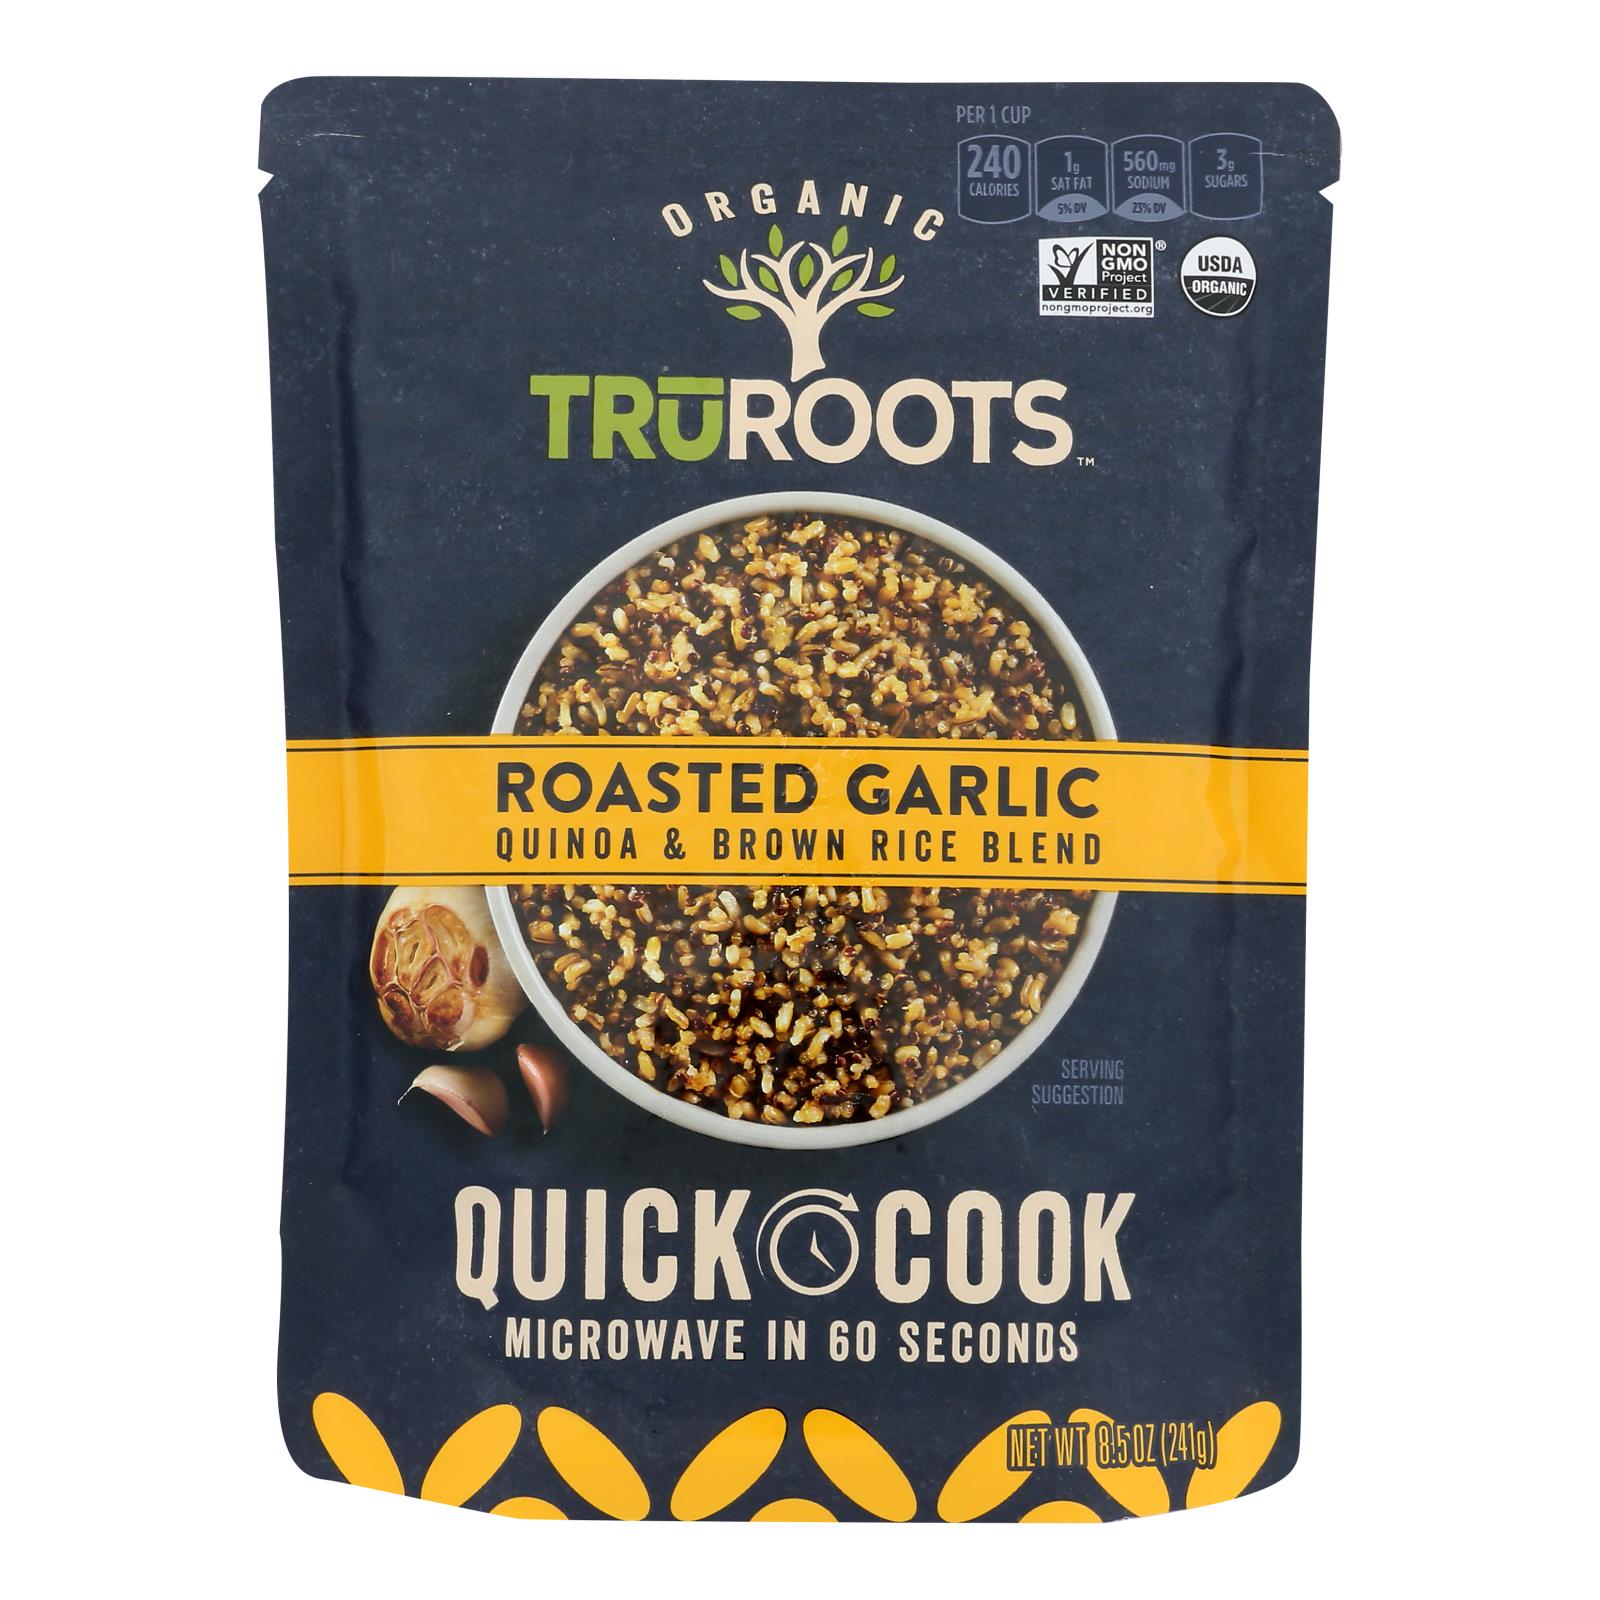 PER 1 CUP
240 CALORIES
1g SAT FAT 5% DV
560mg SODIUM 23% DV
3g SUGARS
ORGANIC
NON GMO Project VERIFIED ®
nongmoproject.org
USDA ORGANIC
TRŪROOTS™
ROASTED GARLIC
QUINOA & BROWN RICE BLEND
SERVING
SUGGESTION
QUICK COOK
MICROWAVE IN 60 SECONDS
NET WT 8.5 OZ (241g)